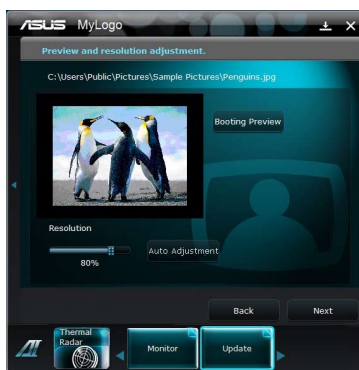 ASUS MyLogo
Preview and resolution adjustment.
C:\Users\Public\Pictures\Sample Pictures\Penguins.jpg
Booting Preview
Resolution
80%
Auto Adjustment
Back Next
Thermal
Radar
Monitor Update
AI